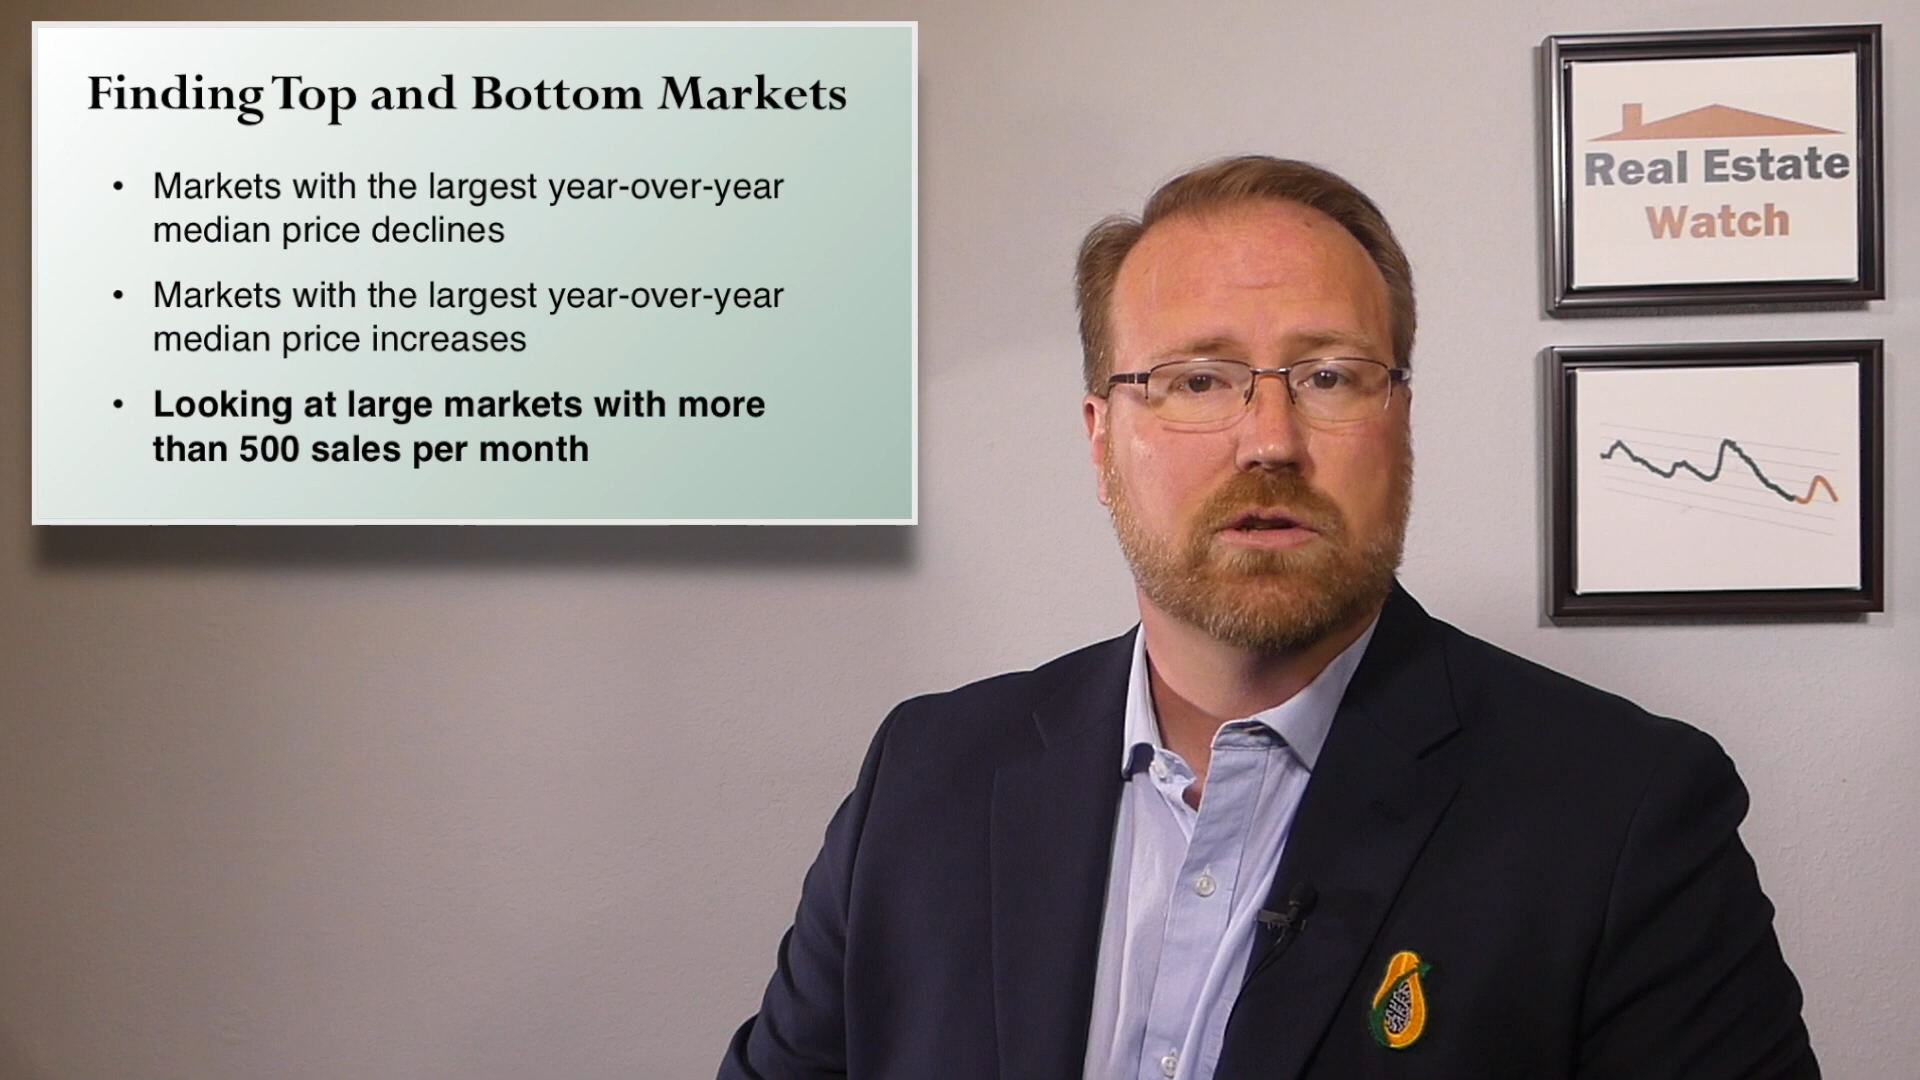 Finding Top and Bottom Markets
• Markets with the largest year-over-year
median price declines
• Markets with the largest year-over-year
median price increases
• Looking at large markets with more
than 500 sales per month
Real Estate
Watch